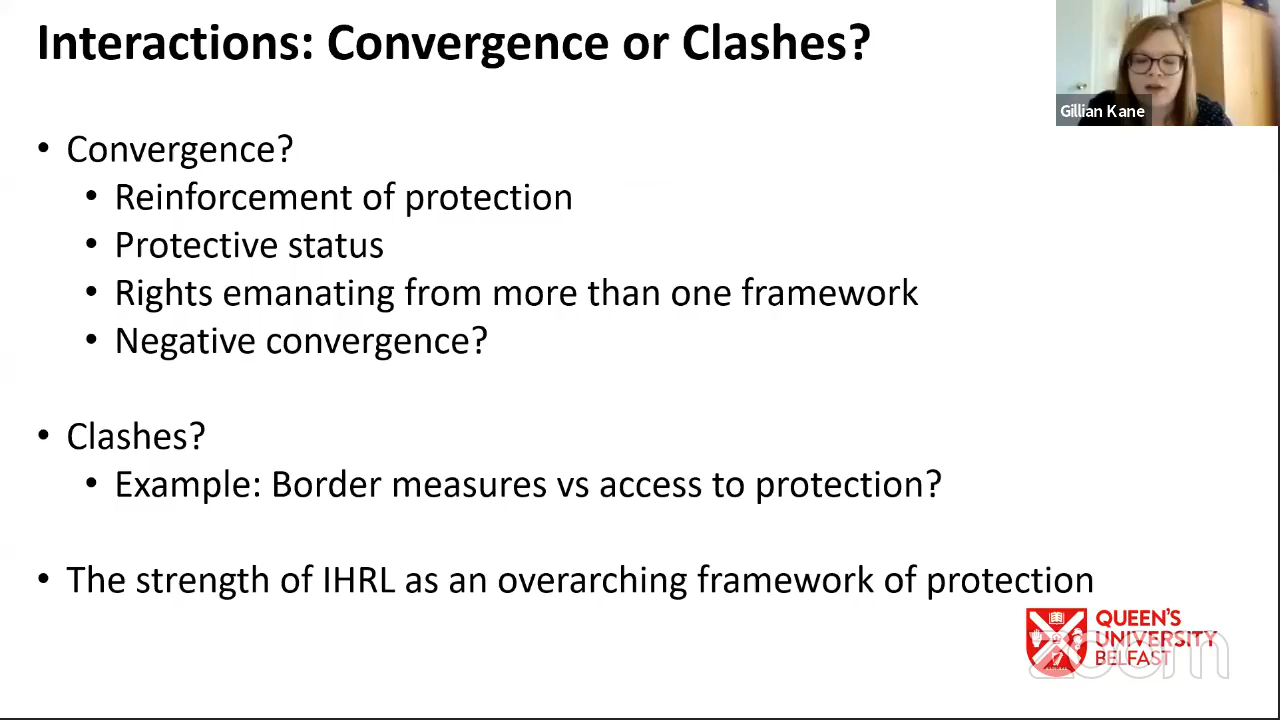 Interactions: Convergence or Clashes?
Gillian Kane
• Convergence?
• Reinforcement of protection
• Protective status
• Rights emanating from more than one framework
• Negative convergence?
• Clashes?
• Example: Border measures vs access to protection?
• The strength of IHRL as an overarching framework of protection
QUEEN'S
UNIVERSITY
BELFAST
zoom